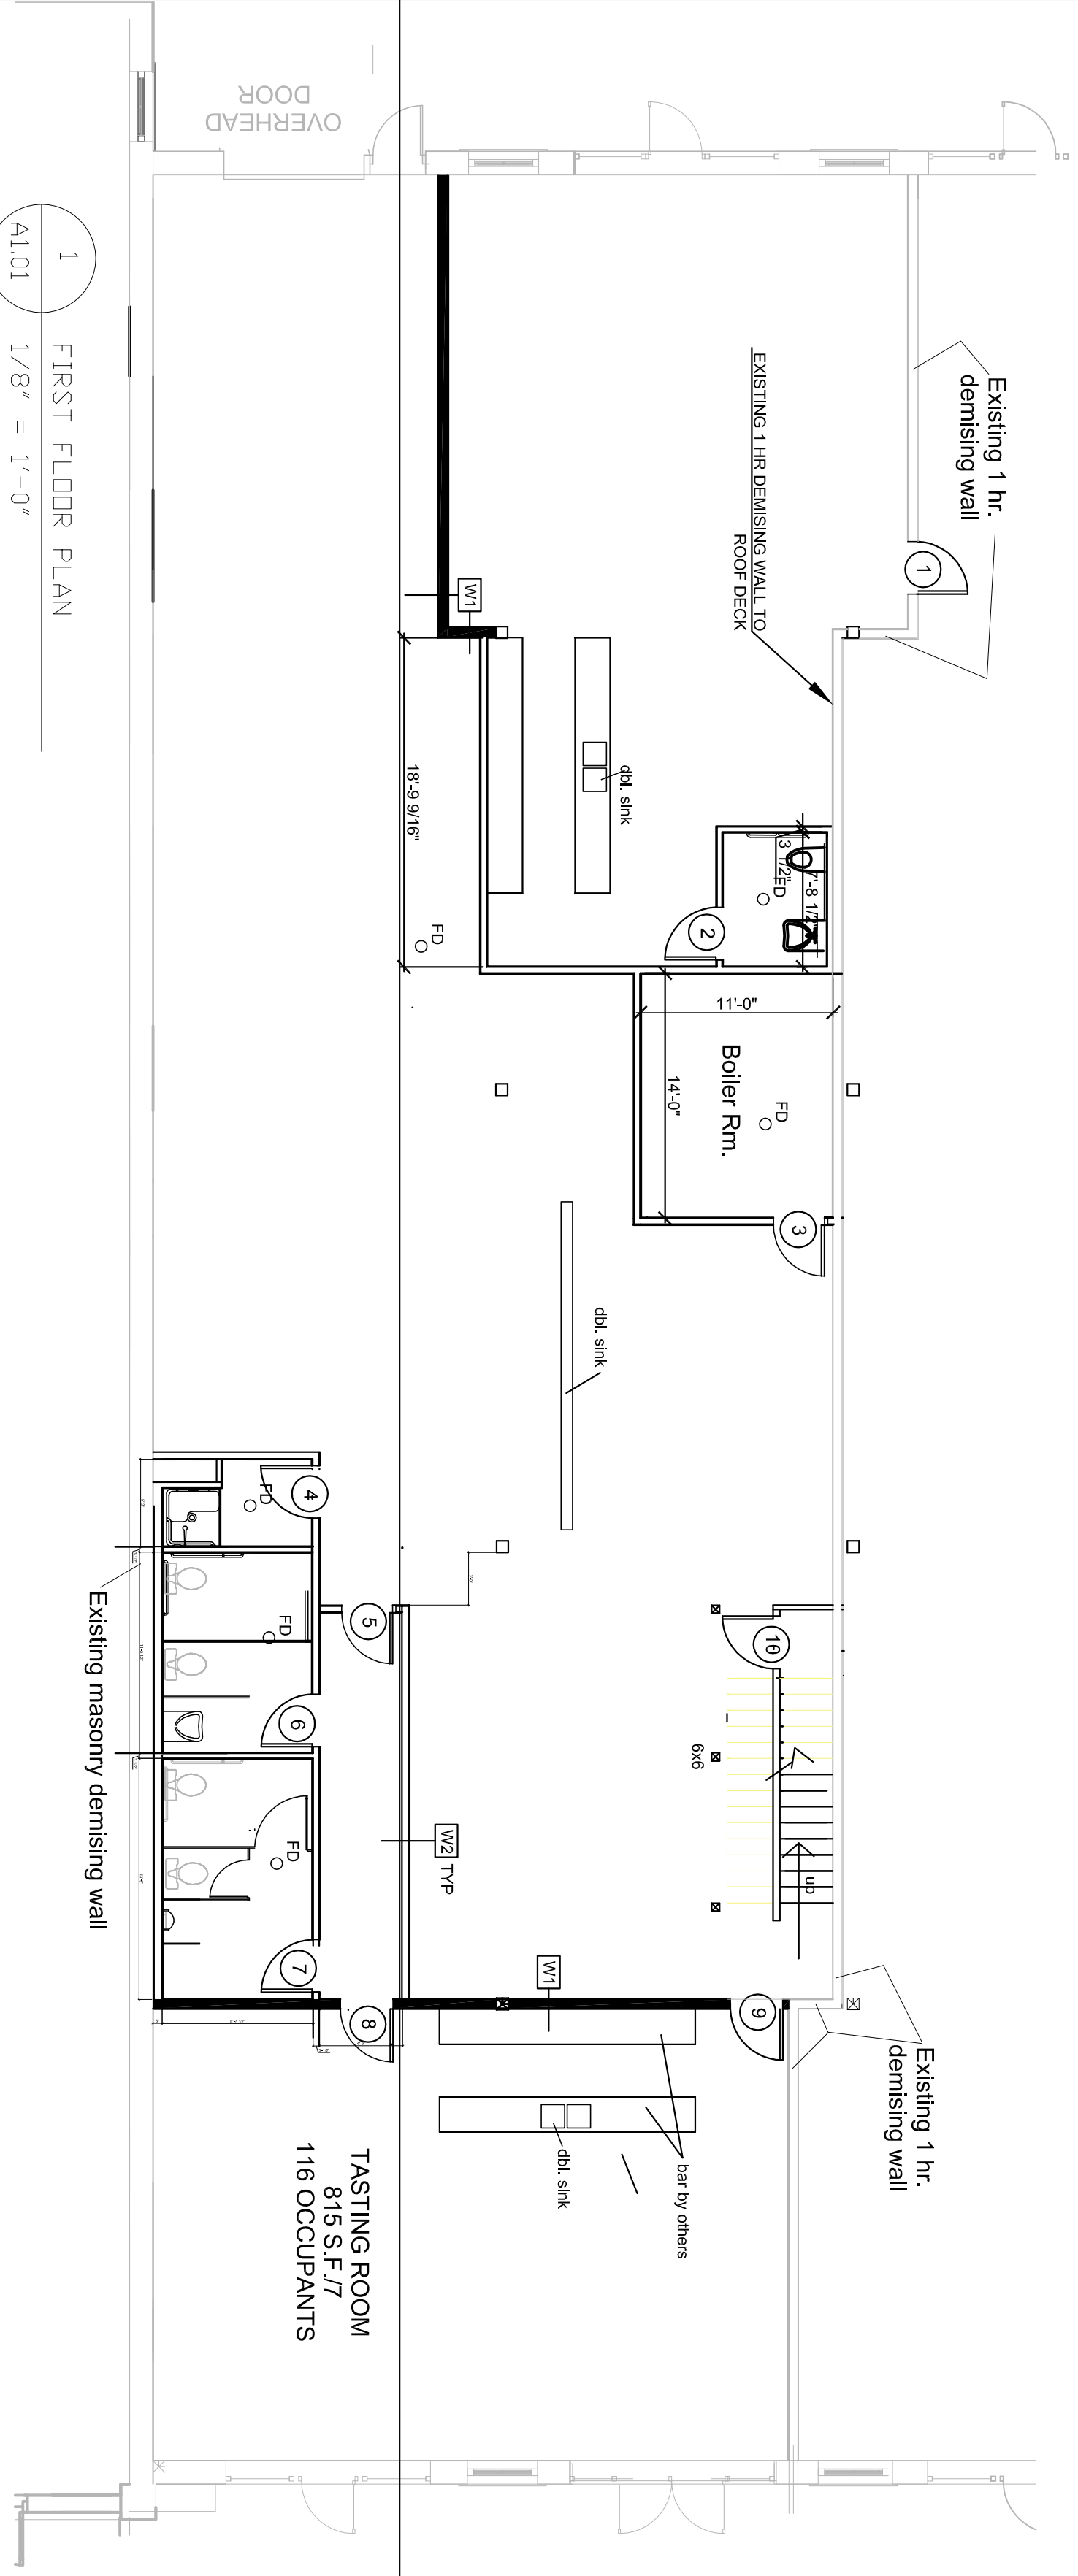 OVERHEAD
DOOR
1
A1.01
FIRST FLOOR PLAN
1/8" = 1'-0"
Existing 1 hr.
demising wall
EXISTING 1 HR DEMISING WALL TO
ROOF DECK
1
W1
18'-9 9/16"
dbl. sink
FD
3 1/2"
FD
7'-8 1/2"
2
11'-0"
14'-0"
Boiler Rm.
FD
3
dbl. sink
4
FD
5
FD
6
FD
7
Existing masonry demising wall
W2 TYP
10
6x6
up
W1
8
9
Existing 1 hr.
demising wall
bar by others
dbl. sink
TASTING ROOM
815 S.F./7
116 OCCUPANTS